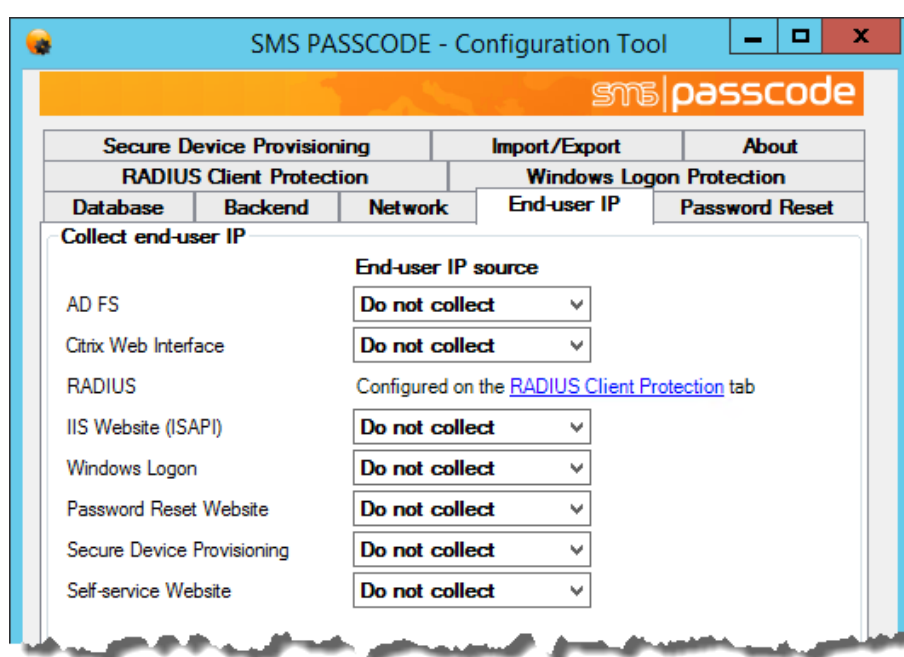 SMS PASSCODE - Configuration Tool
sms|passcode
Secure Device Provisioning Import/Export About
RADIUS Client Protection Windows Logon Protection
Database Backend Network End-user IP Password Reset
Collect end-user IP
End-user IP source
AD FS Do not collect
Citrix Web Interface Do not collect
RADIUS Configured on the RADIUS Client Protection tab
IIS Website (ISAPI) Do not collect
Windows Logon Do not collect
Password Reset Website Do not collect
Secure Device Provisioning Do not collect
Self-service Website Do not collect